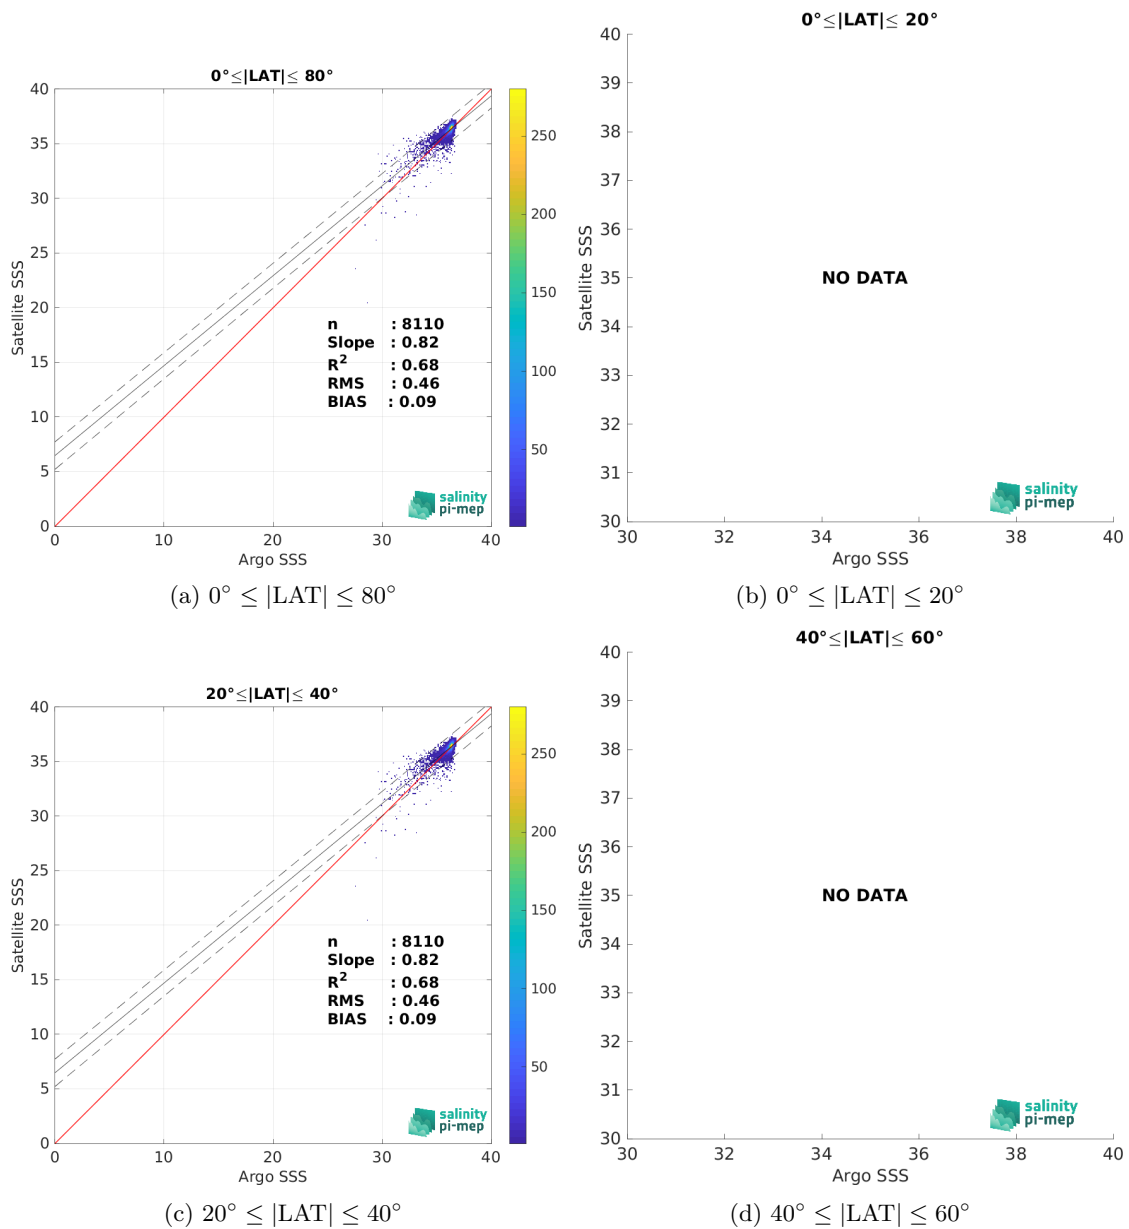 0°≤|LAT|≤ 80°
Satellite SSS
40
35
30
25
20
15
10
5
0
0
10
20
30
40
Argo SSS
250
200
150
100
50
n : 8110
Slope : 0.82
R² : 0.68
RMS : 0.46
BIAS : 0.09
salinity
pi-mep
(a) 0° ≤ |LAT| ≤ 80°
0°≤|LAT|≤ 20°
Satellite SSS
40
39
38
37
36
35
34
33
32
31
30
30
32
34
36
38
40
Argo SSS
NO DATA
salinity
pi-mep
(b) 0° ≤ |LAT| ≤ 20°
20°≤|LAT|≤ 40°
Satellite SSS
40
35
30
25
20
15
10
5
0
0
10
20
30
40
Argo SSS
250
200
150
100
50
n : 8110
Slope : 0.82
R² : 0.68
RMS : 0.46
BIAS : 0.09
salinity
pi-mep
(c) 20° ≤ |LAT| ≤ 40°
40°≤|LAT|≤ 60°
Satellite SSS
40
39
38
37
36
35
34
33
32
31
30
30
32
34
36
38
40
Argo SSS
NO DATA
salinity
pi-mep
(d) 40° ≤ |LAT| ≤ 60°